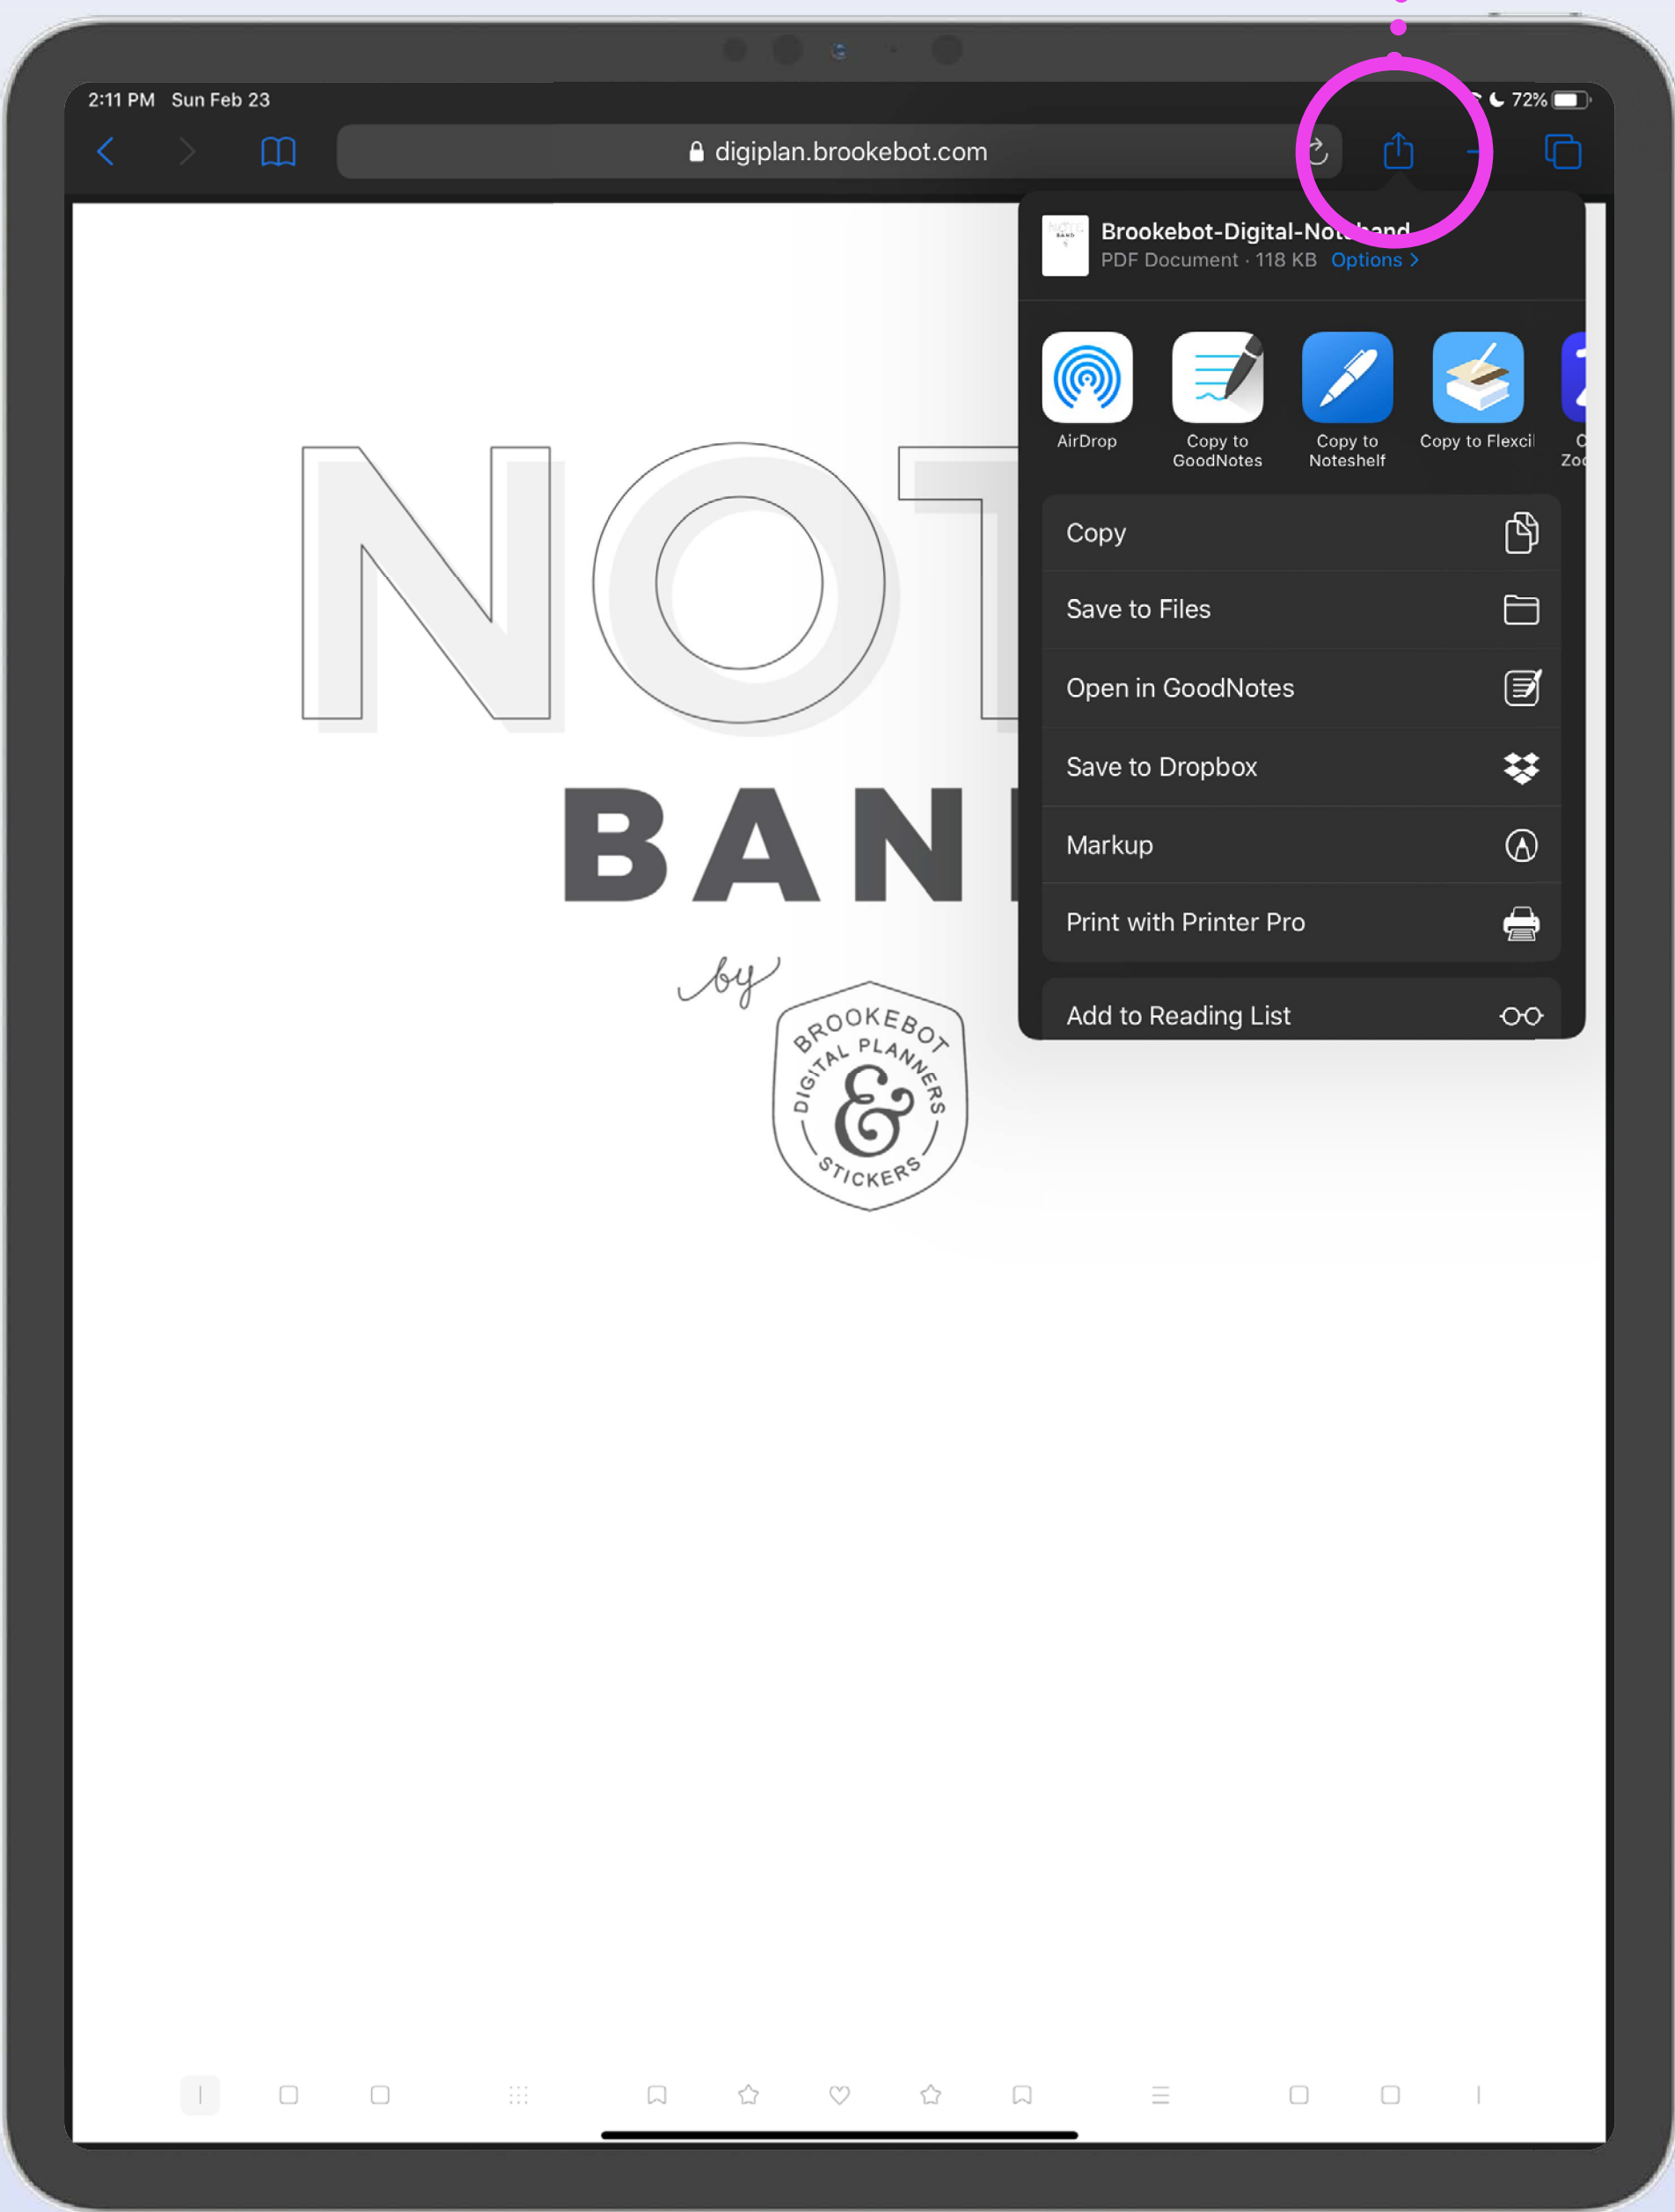 2:11 PM Sun Feb 23
72%
digiplan.brookebot.com
Brookebot-Digital-Noteband
PDF Document · 118 KB Options >
AirDrop
Copy to
GoodNotes
Copy to
Noteshelf
Copy to Flexcil
Copy
Save to Files
Open in GoodNotes
Save to Dropbox
Markup
Print with Printer Pro
Add to Reading List
NOT
BAN
by
BROOKEBOT
DIGITAL PLANNERS
&
STICKERS